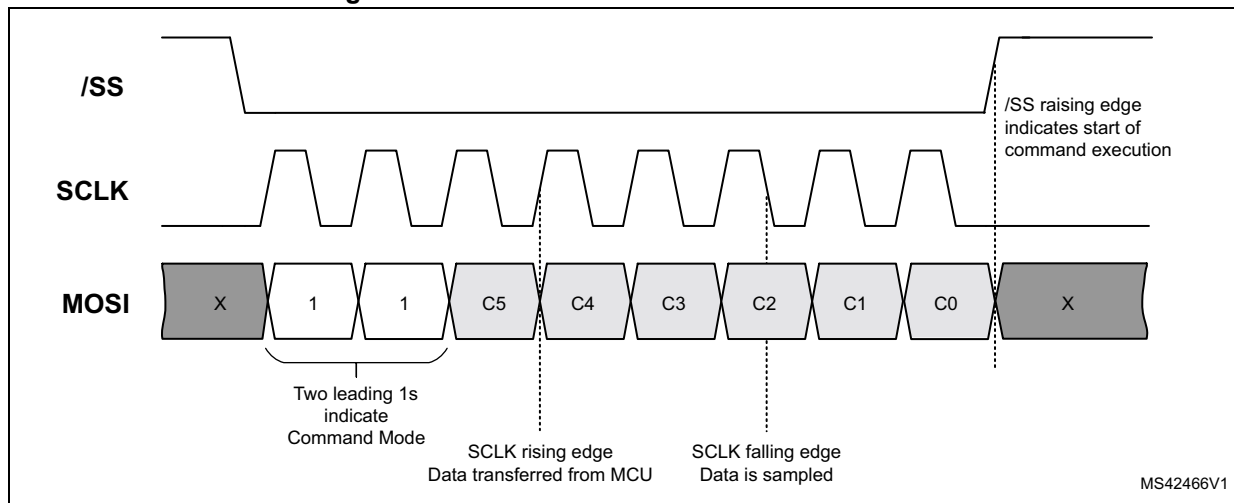 /SS
/SS raising edge
indicates start of
command execution
SCLK
MOSI
X 1 1 C5 C4 C3 C2 C1 C0 X
Two leading 1s
indicate
Command Mode
SCLK rising edge
Data transferred from MCU
SCLK falling edge
Data is sampled
MS42466V1